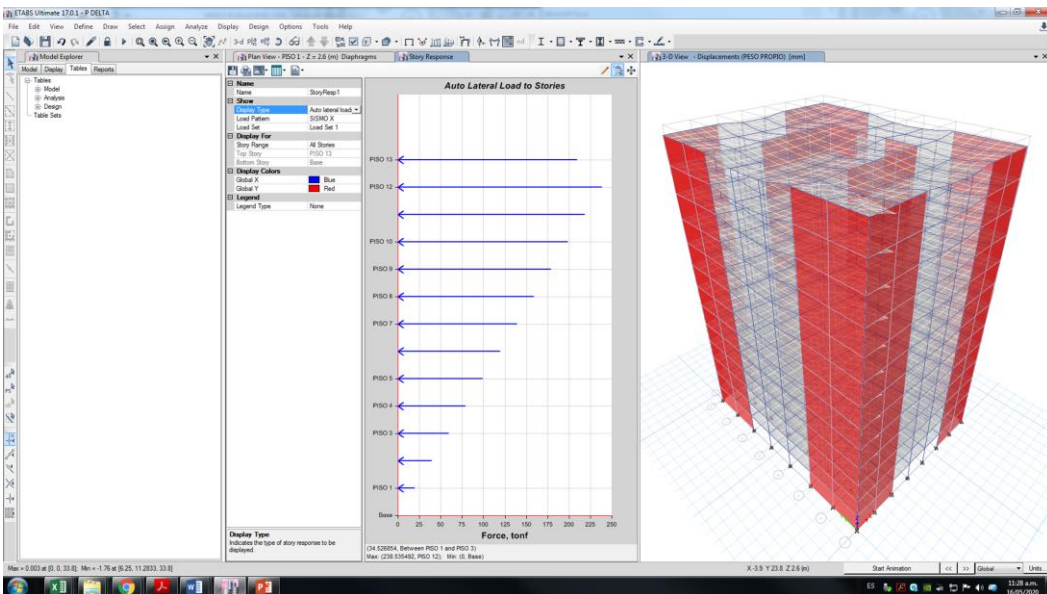 ETABS Ultimate 17.0.1 - P DELTA
File Edit View Define Draw Select Assign Analyze Display Design Options Tools Help
Model Explorer
Plan View - PISO 1 - Z = 2.6 (m) Diaphragms
Story Response
3-D View - Displacements (PESO PROPIO) [mm]
Model Display Tables Reports
Tables
Model
Analysis
Design
Table Sets
Name
Name StoryResp1
Show
Display Type Auto lateral loads
Load Pattern SISMO X
Load Set Load Set 1
Display For
Story Range All Stories
Top Story PISO 13
Bottom Story Base
Display Colors
Global X Blue
Global Y Red
Legend
Legend Type None
Auto Lateral Load to Stories
PISO 13
PISO 12
PISO 10
PISO 9
PISO 8
PISO 7
PISO 5
PISO 4
PISO 3
PISO 1
Base
0 25 50 75 100 125 150 175 200 225 250
Force, tonf
Display Type
Indicates the type of story response to be displayed.
(34.526854, Between PISO 1 and PISO 3)
Max: (238.535492, PISO 12); Min: (0, Base)
Max = 0.003 at [0, 0, 33.8]; Min = -1.76 at [6.25, 11.2833, 33.8]
X -3.9 Y 23.8 Z 2.6 (m)
Start Animation << >> Global Units...
ES 11:28 a.m.
16/05/2020